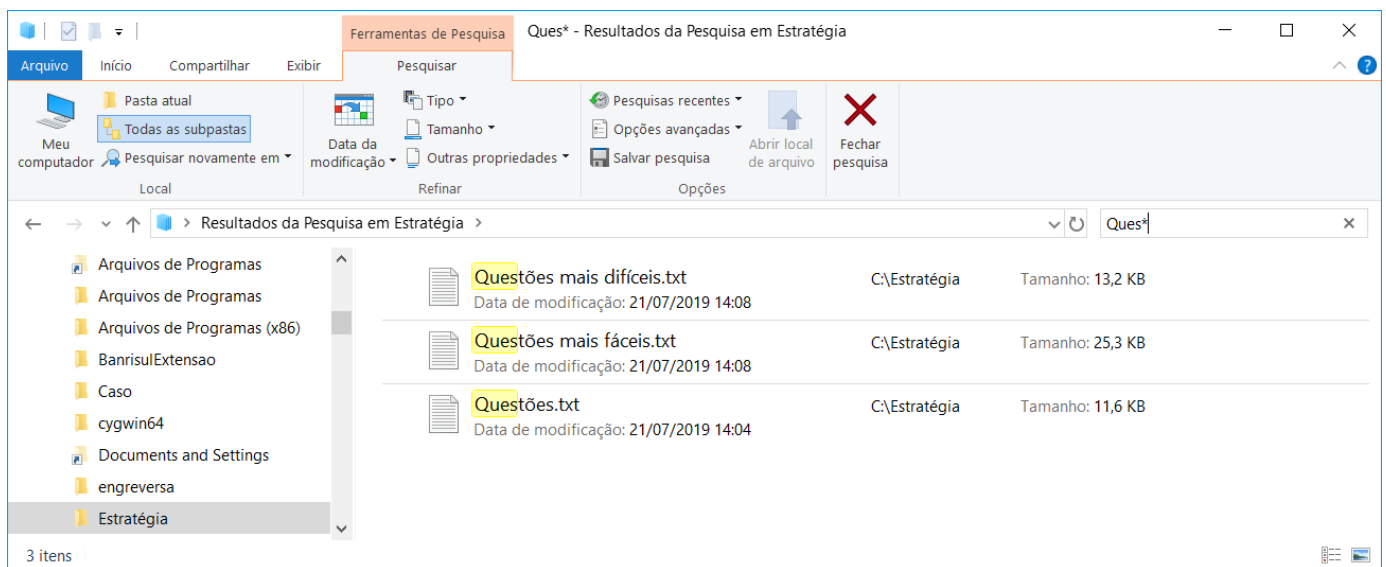 Ferramentas de Pesquisa Ques* - Resultados da Pesquisa em Estratégia
Arquivo Início Compartilhar Exibir Pesquisar
Meu computador
Pasta atual
Todas as subpastas
Pesquisar novamente em
Local
Data da modificação
Tipo
Tamanho
Outras propriedades
Refinar
Pesquisas recentes
Opções avançadas
Salvar pesquisa
Abrir local de arquivo
Opções
Fechar pesquisa
Resultados da Pesquisa em Estratégia
Ques*
Arquivos de Programas
Arquivos de Programas
Arquivos de Programas (x86)
BanrisulExtensao
Caso
cygwin64
Documents and Settings
engreversa
Estratégia
Questões mais difíceis.txt C:\Estratégia Tamanho: 13,2 KB
Data de modificação: 21/07/2019 14:08
Questões mais fáceis.txt C:\Estratégia Tamanho: 25,3 KB
Data de modificação: 21/07/2019 14:08
Questões.txt C:\Estratégia Tamanho: 11,6 KB
Data de modificação: 21/07/2019 14:04
3 itens